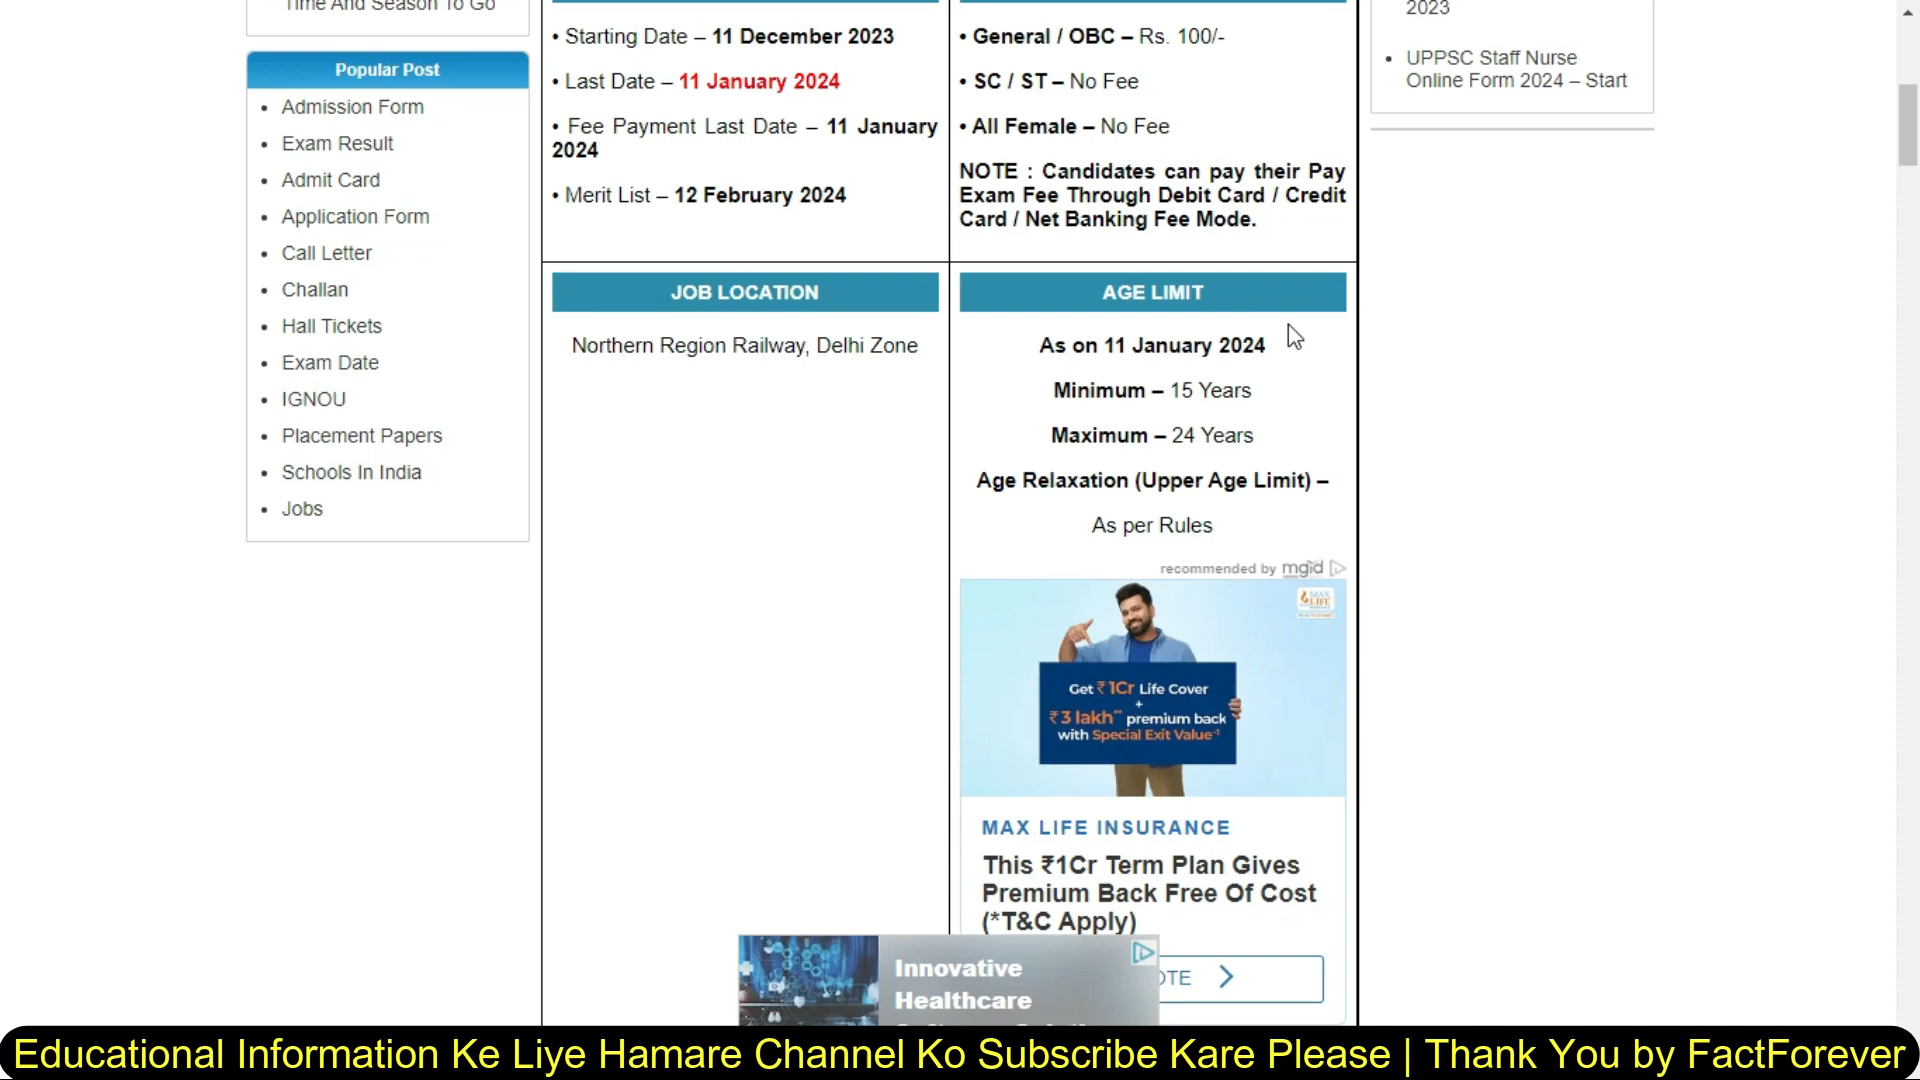 Time And Season To Go
Popular Post
• Admission Form
• Exam Result
• Admit Card
• Application Form
• Call Letter
• Challan
• Hall Tickets
• Exam Date
• IGNOU
• Placement Papers
• Schools In India
• Jobs
• Starting Date – 11 December 2023
• Last Date – 11 January 2024
• Fee Payment Last Date – 11 January
2024
• Merit List – 12 February 2024
• General / OBC – Rs. 100/-
• SC / ST – No Fee
• All Female – No Fee
NOTE : Candidates can pay their Pay
Exam Fee Through Debit Card / Credit
Card / Net Banking Fee Mode.
JOB LOCATION
Northern Region Railway, Delhi Zone
AGE LIMIT
As on 11 January 2024
Minimum – 15 Years
Maximum – 24 Years
Age Relaxation (Upper Age Limit) –
As per Rules
recommended by mgid
MAX
LIFE
Get ₹1Cr Life Cover
+
₹3 lakh** premium back
with Special Exit Value~1
MAX LIFE INSURANCE
This ₹1Cr Term Plan Gives
Premium Back Free Of Cost
(*T&C Apply)
OTE
Innovative
Healthcare
2023
• UPPSC Staff Nurse
Online Form 2024 – Start
Educational Information Ke Liye Hamare Channel Ko Subscribe Kare Please | Thank You by FactForever